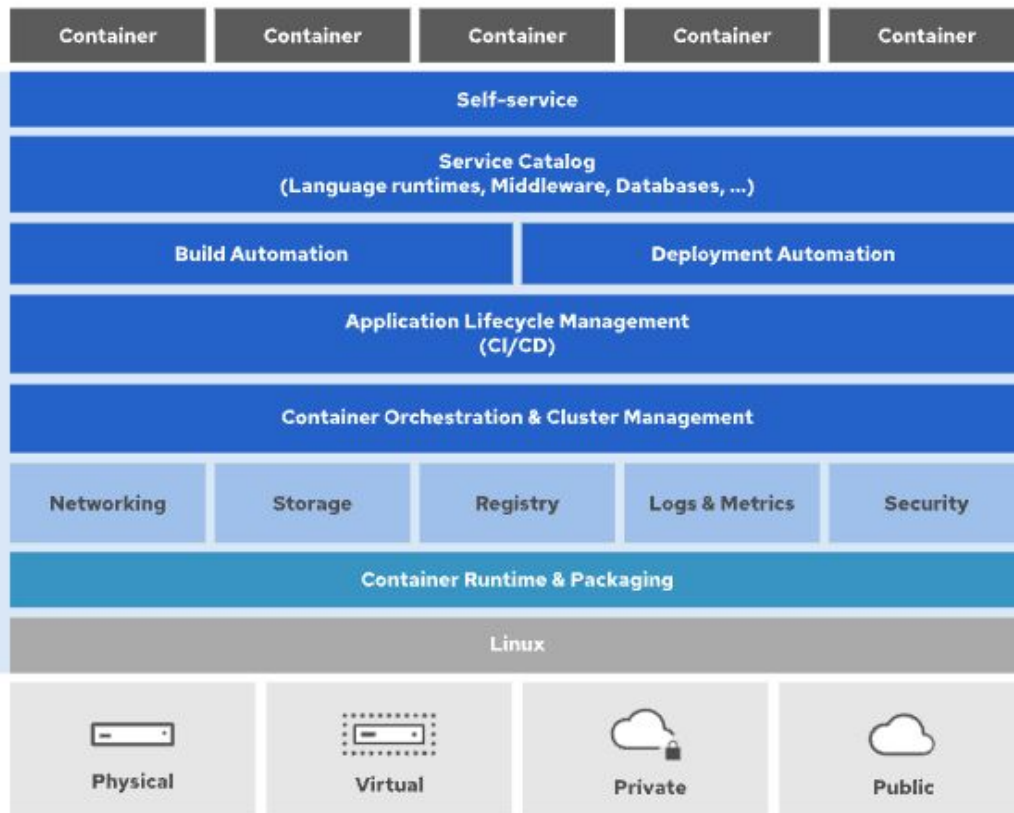 Container
Container
Container
Container
Container
Self-service
Service Catalog
(Language runtimes, Middleware, Databases, ...)
Build Automation
Deployment Automation
Application Lifecycle Management
(CI/CD)
Container Orchestration & Cluster Management
Networking
Storage
Registry
Logs & Metrics
Security
Container Runtime & Packaging
Linux
Physical
Virtual
Private
Public